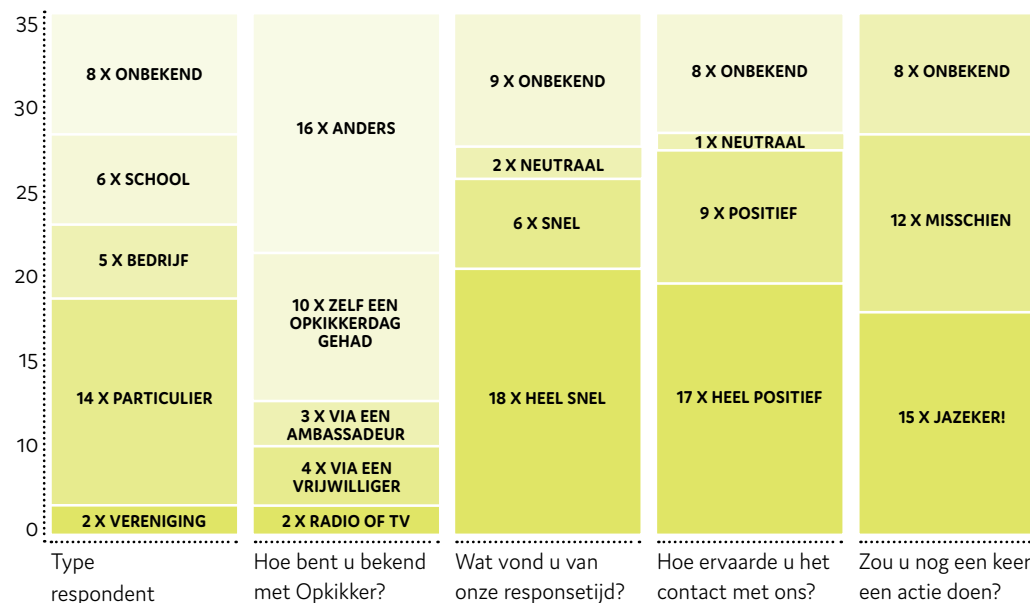 35
30
25
20
15
10
0
8 X ONBEKEND
6 X SCHOOL
5 X BEDRIJF
14 X PARTICULIER
2 X VERENIGING
Type
respondent
16 X ANDERS
10 X ZELF EEN
OPKIKKERDAG
GEHAD
3 X VIA EEN
AMBASSADEUR
4 X VIA EEN
VRIJWILLIGER
2 X RADIO OF TV
Hoe bent u bekend
met Opkikker?
9 X ONBEKEND
2 X NEUTRAAL
6 X SNEL
18 X HEEL SNEL
Wat vond u van
onze responsetijd?
8 X ONBEKEND
1 X NEUTRAAL
9 X POSITIEF
17 X HEEL POSITIEF
Hoe ervaarde u het
contact met ons?
8 X ONBEKEND
12 X MISSCHIEN
15 X JAZEKER!
Zou u nog een keer
een actie doen?